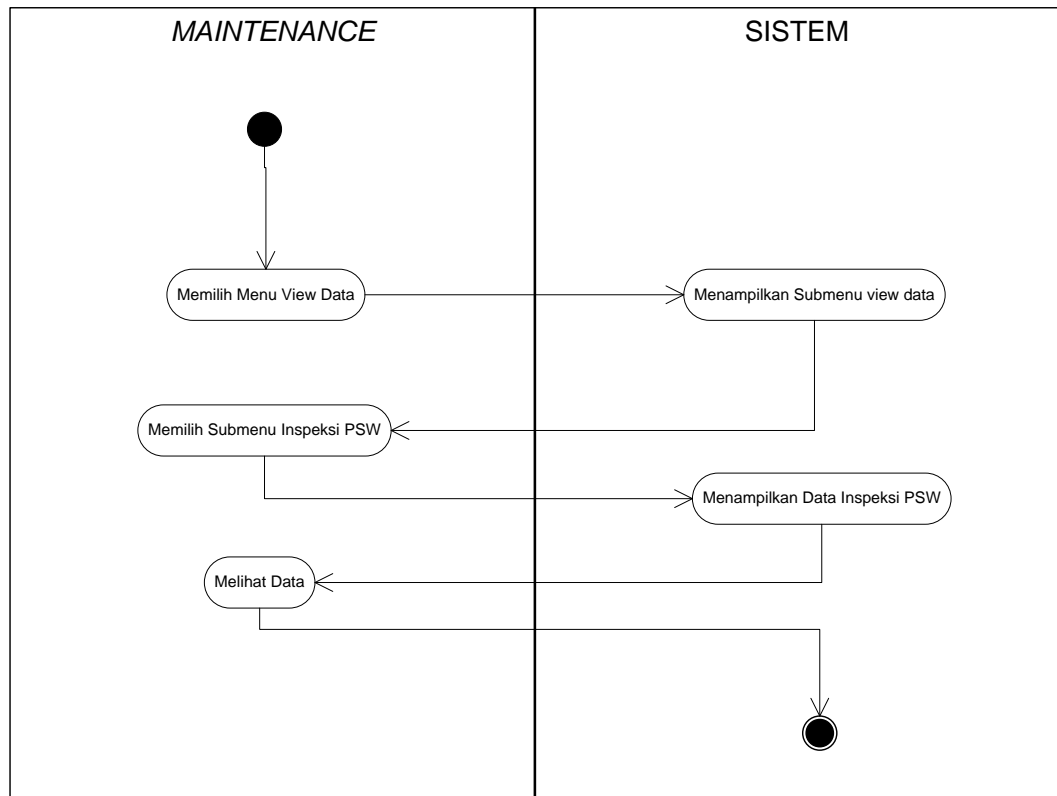 MAINTENANCE
SISTEM
Memilih Menu View Data
Menampilkan Submenu view data
Memilih Submenu Inspeksi PSW
Menampilkan Data Inspeksi PSW
Melihat Data